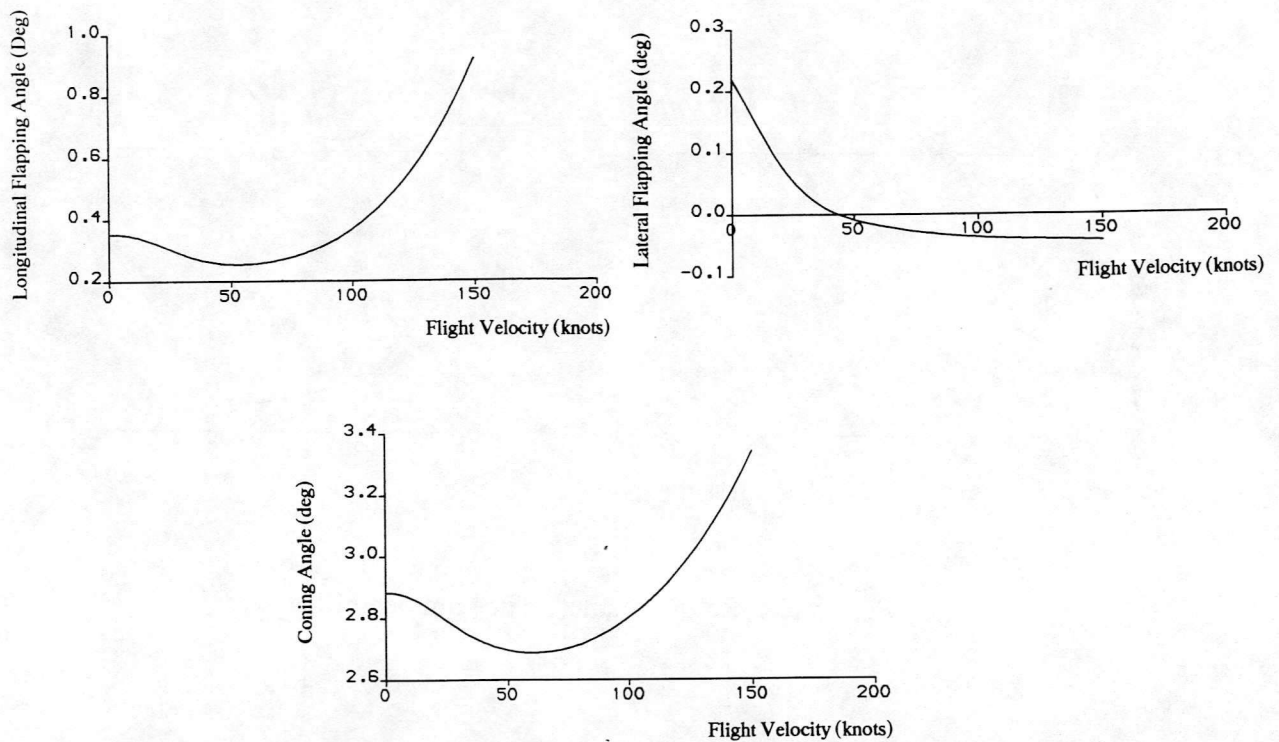 Longitudinal Flapping Angle (Deg)
1.0
0.8
0.6
0.4
0.2
0 50 100 150 200
Flight Velocity (knots)
Lateral Flapping Angle (deg)
0.3
0.2
0.1
0.0
-0.1
0 50 100 150 200
Flight Velocity (knots)
Coning Angle (deg)
3.4
3.2
3.0
2.8
2.6
0 50 100 150 200
Flight Velocity (knots)